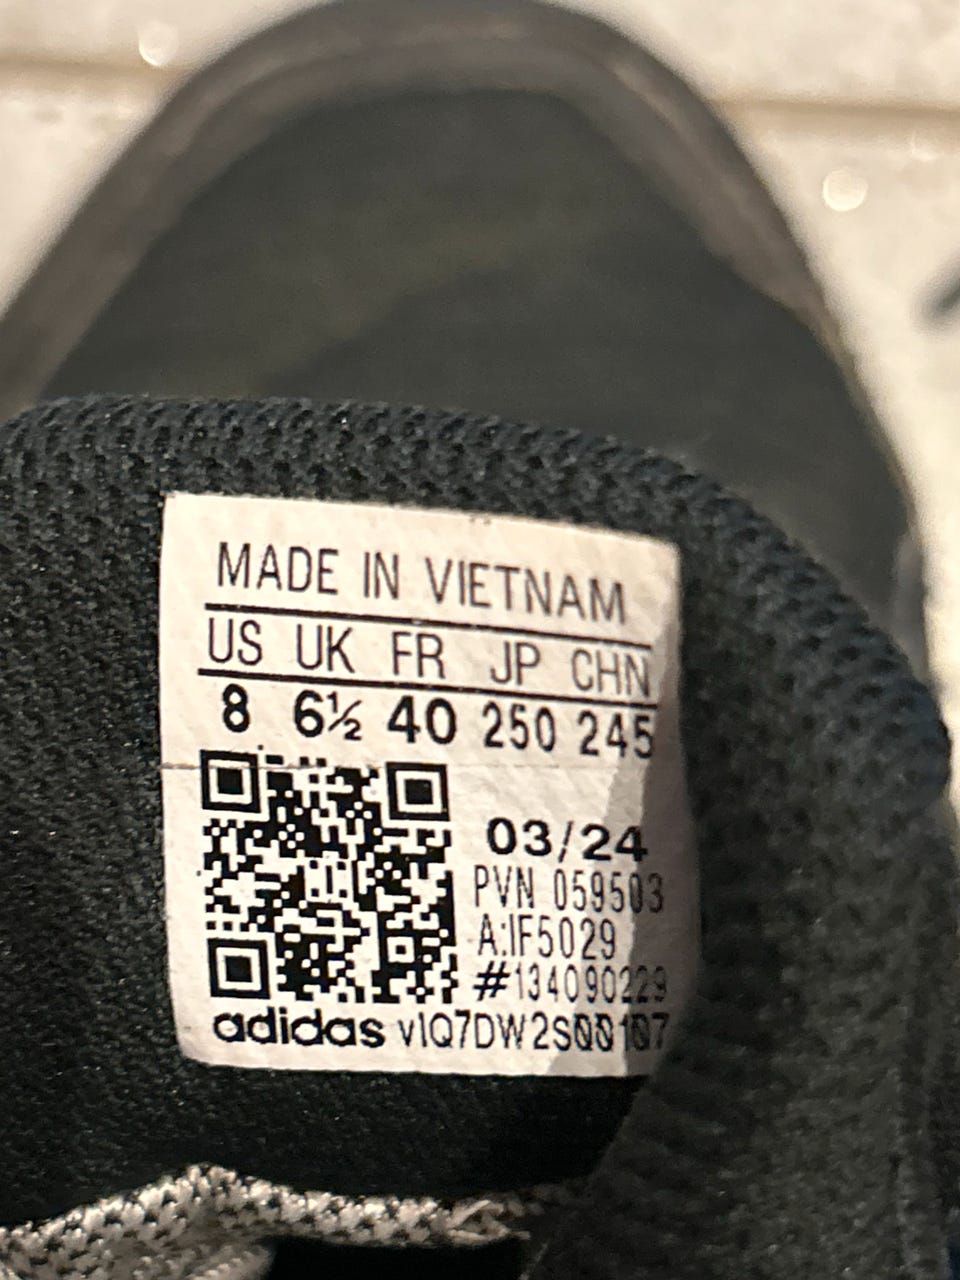 MADE IN VIETNAM
US UK FR JP CHN
8 6½ 40 250 245
03/24
PVN 059503
A:IF5029
#134090229
adidas vIQ7DW2S00107